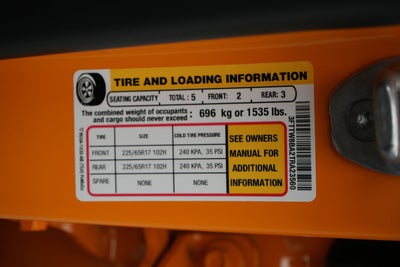 TIRE AND LOADING INFORMATION
SEATING CAPACITY TOTAL : 5 FRONT: 2 REAR: 3
The combined weight of occupants
and cargo should never exceed: 696 kg or 1535 lbs.
TIRE SIZE COLD TIRE PRESSURE
FRONT 225/65R17 102H 240 KPA, 35 PSI
REAR 225/65R17 102H 240 KPA, 35 PSI
SPARE NONE NONE
SEE OWNERS
MANUAL FOR
ADDITIONAL
INFORMATION